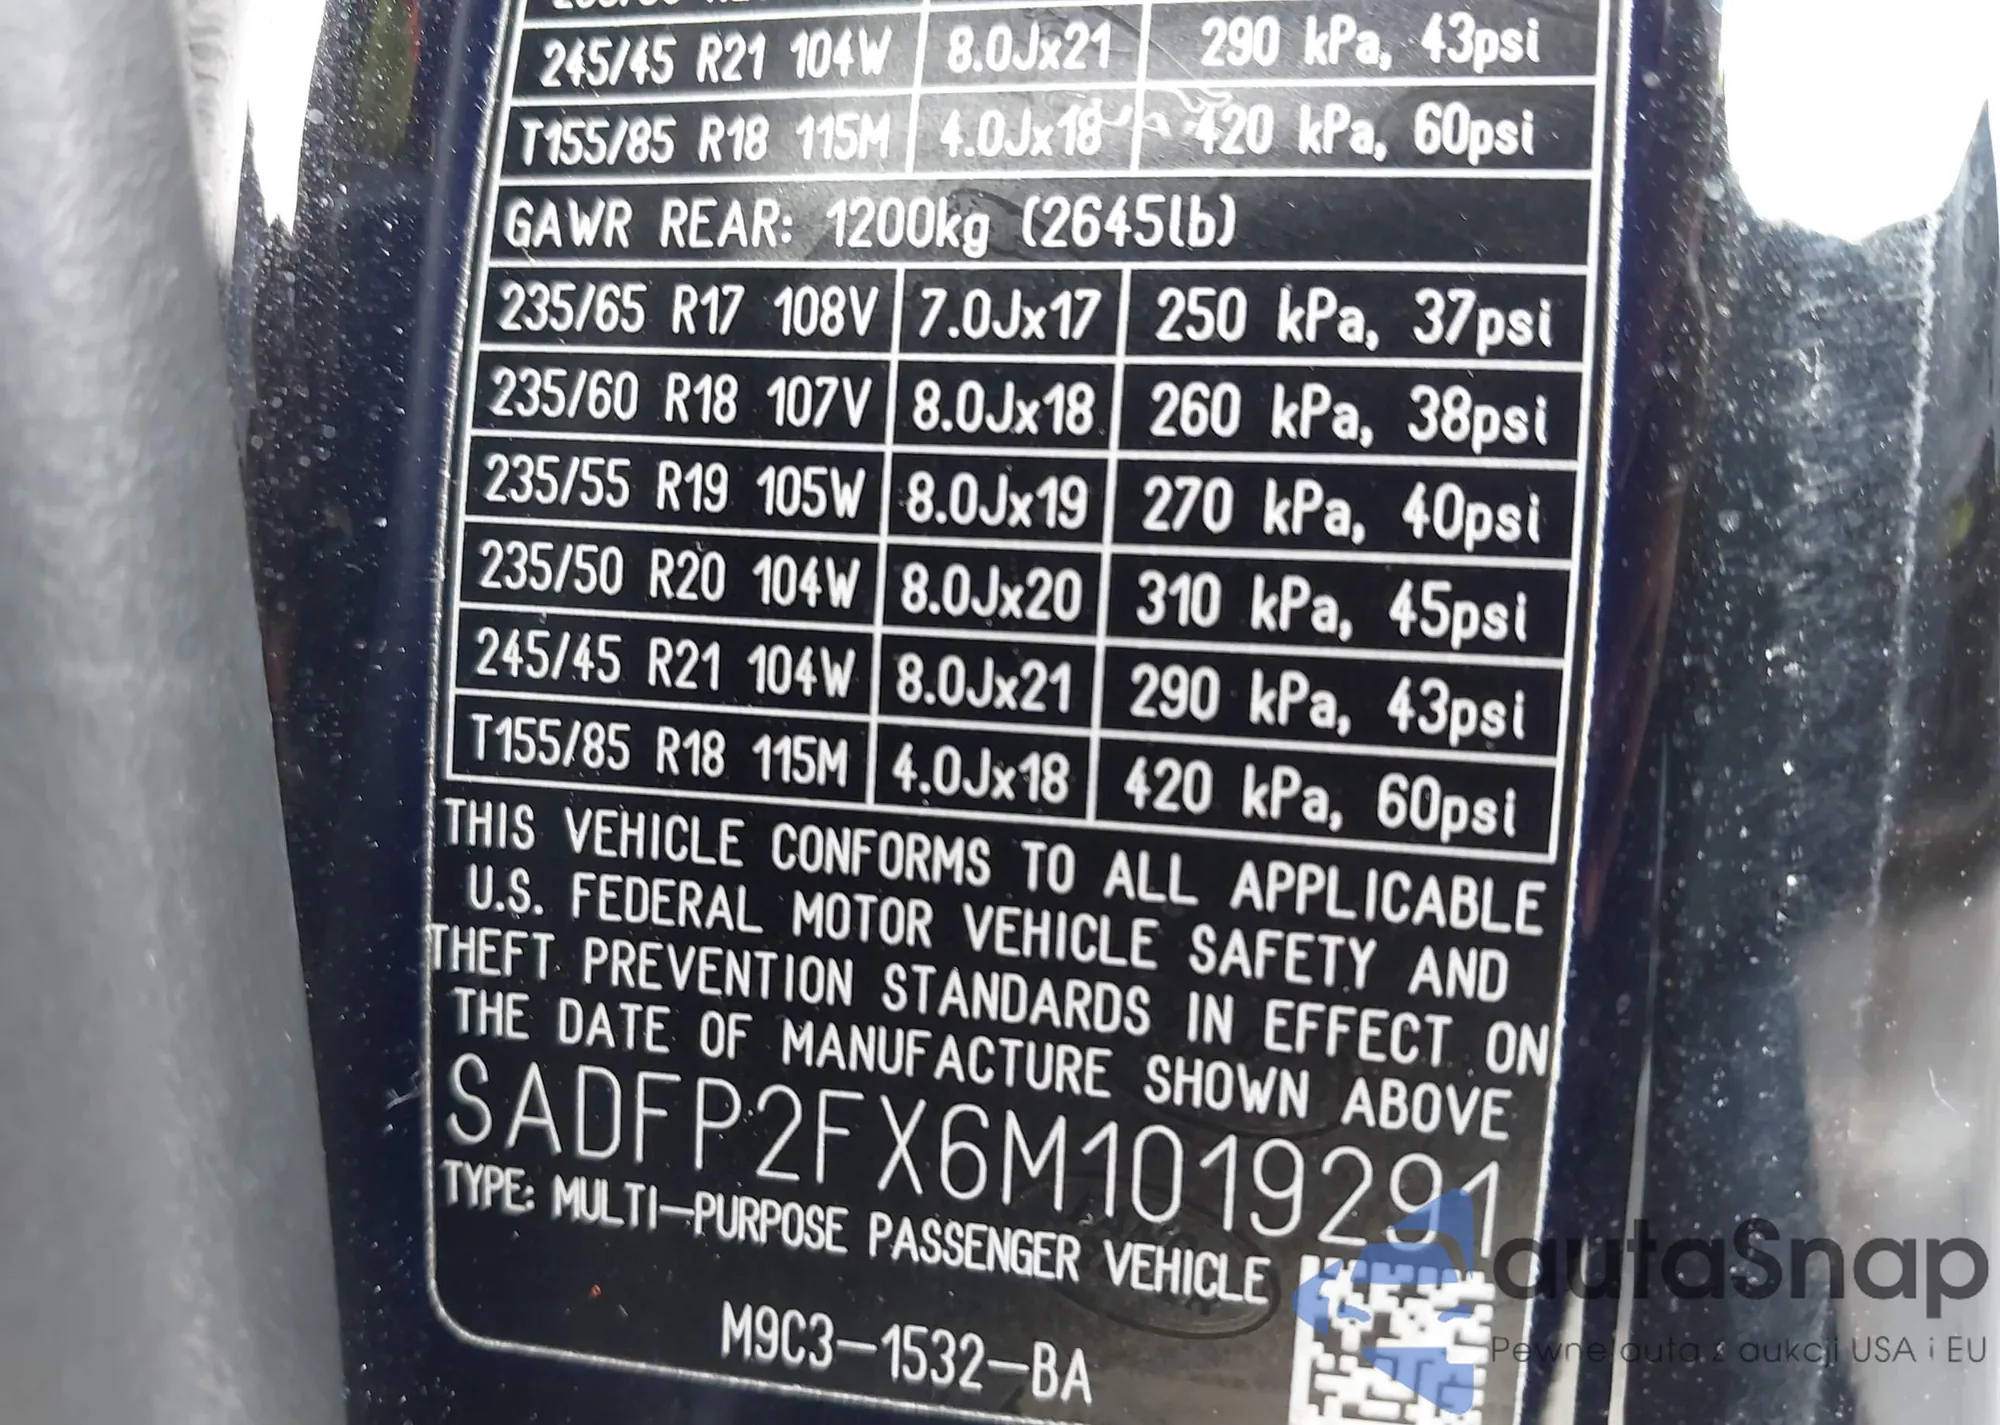 245/45 R21 104W 8.0Jx21 290 kPa, 43psi
T155/85 R18 115M 4.0Jx18 420 kPa, 60psi
GAWR REAR: 1200kg (2645lb)
235/65 R17 108V 7.0Jx17 250 kPa, 37psi
235/60 R18 107V 8.0Jx18 260 kPa, 38psi
235/55 R19 105W 8.0Jx19 270 kPa, 40psi
235/50 R20 104W 8.0Jx20 310 kPa, 45psi
245/45 R21 104W 8.0Jx21 290 kPa, 43psi
T155/85 R18 115M 4.0Jx18 420 kPa, 60psi
THIS VEHICLE CONFORMS TO ALL APPLICABLE
U.S. FEDERAL MOTOR VEHICLE SAFETY AND
THEFT PREVENTION STANDARDS IN EFFECT ON
THE DATE OF MANUFACTURE SHOWN ABOVE
SADFP2FX6M1019291
TYPE: MULTI-PURPOSE PASSENGER VEHICLE
M9C3-1532-BA
autaSnap
Pewne auta z aukcji USA i EU